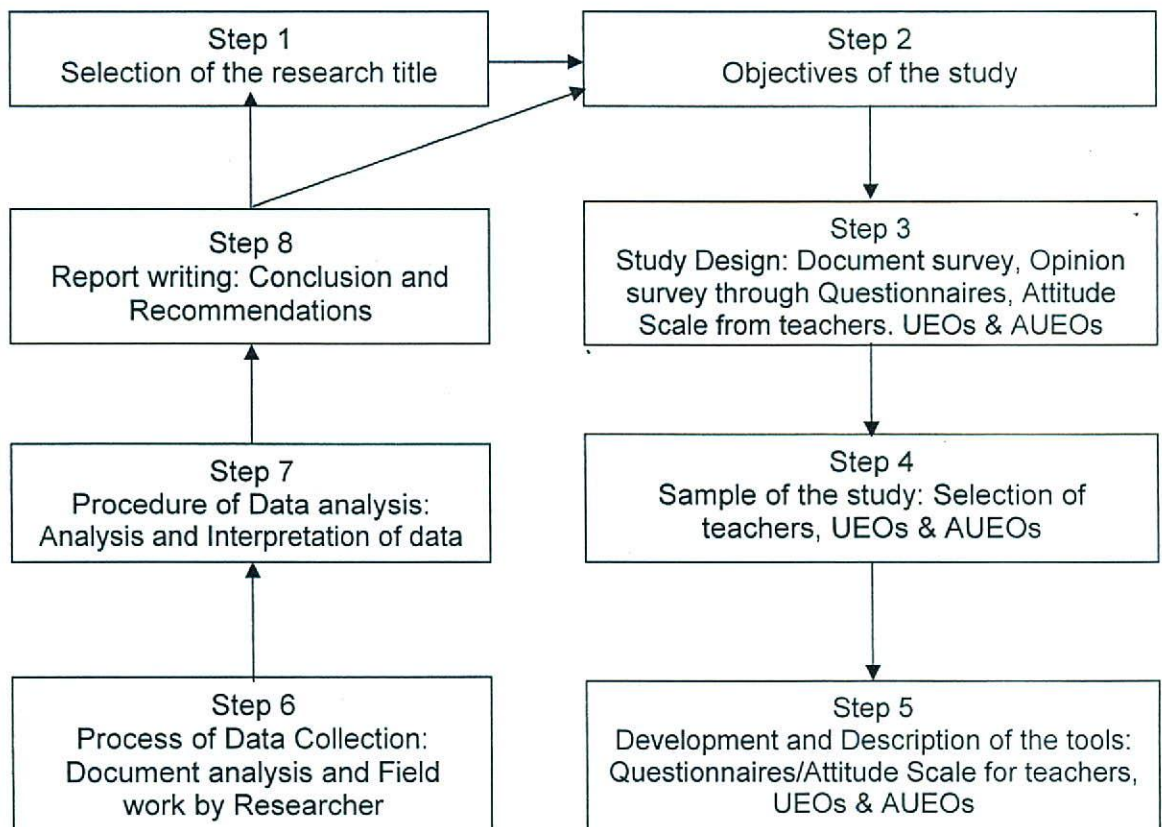 Step 1
Selection of the research title
Step 2
Objectives of the study
Step 8
Report writing: Conclusion and
Recommendations
Step 3
Study Design: Document survey, Opinion
survey through Questionnaires, Attitude
Scale from teachers. UEOs & AUEOs
Step 7
Procedure of Data analysis:
Analysis and Interpretation of data
Step 4
Sample of the study: Selection of
teachers, UEOs & AUEOs
Step 6
Process of Data Collection:
Document analysis and Field
work by Researcher
Step 5
Development and Description of the tools:
Questionnaires/Attitude Scale for teachers,
UEOs & AUEOs